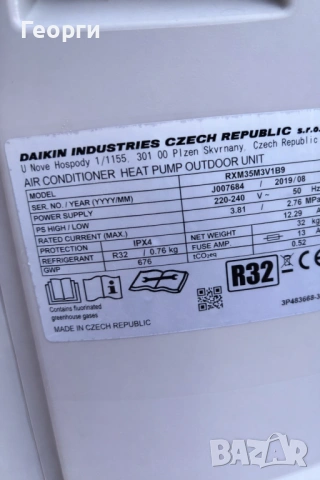 Георги
DAIKIN INDUSTRIES CZECH REPUBLIC s.r.o.
U Nove Hospody 1/1155, 301 00 Plzen Skvrnany, Czech Republic
AIR CONDITIONER HEAT PUMP OUTDOOR UNIT
MODEL RXM35M3V1B9
SER. NO. / YEAR (YYYY/MM) J007684 / 2019/08
POWER SUPPLY 220-240 V ~ 50 Hz
PS HIGH / LOW 3.81 / 2.76 MPa
RATED CURRENT (MAX.) 12.29 A
PROTECTION IPX4 NET WEIGHT 32 kg
REFRIGERANT R32 / 0.76 kg FUSE AMP. 13 A
GWP 676 tCO₂eq 0.52
R32
Contains fluorinated
greenhouse gases
3P483668-3
MADE IN CZECH REPUBLIC
BAZAR
bg